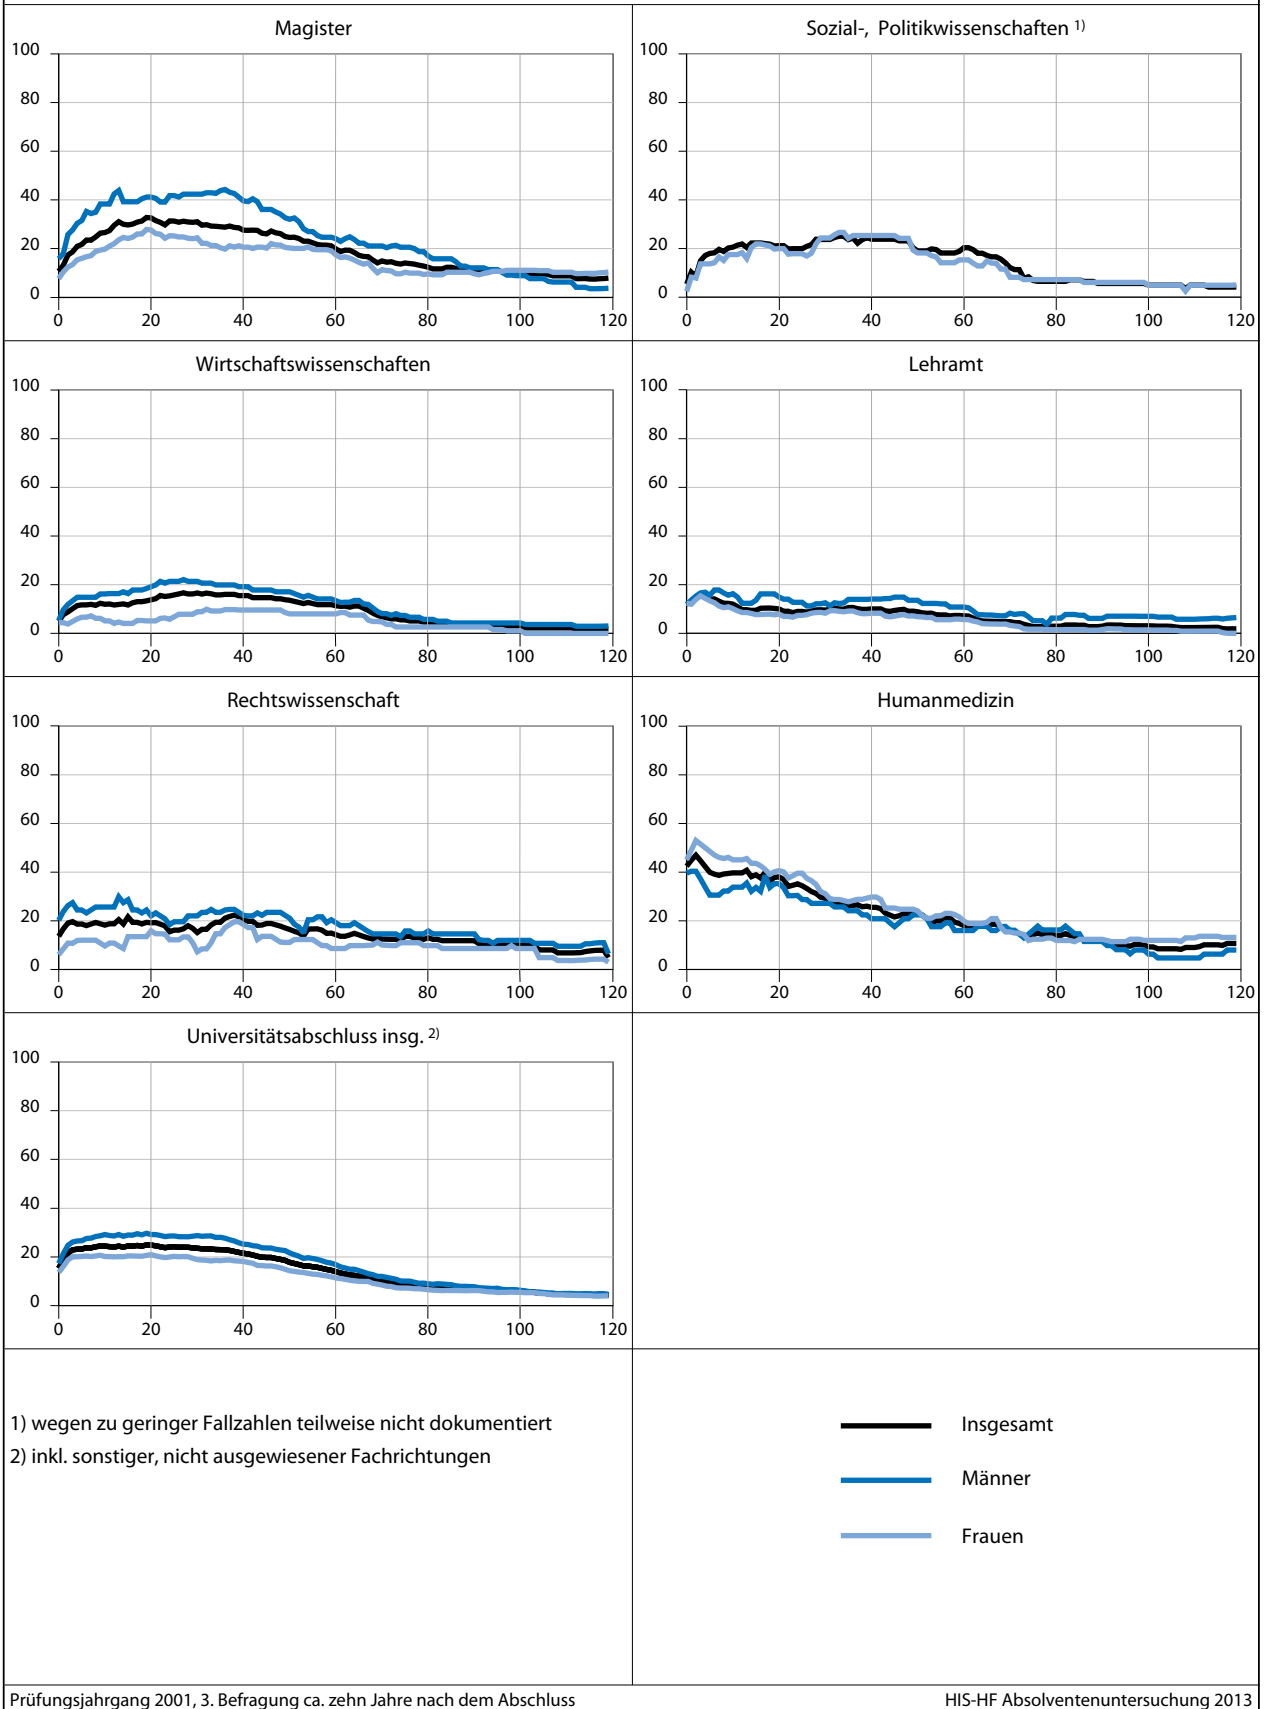 Magister
100
80
60
40
20
0
0 20 40 60 80 100 120
Sozial-, Politikwissenschaften 1)
100
80
60
40
20
0
0 20 40 60 80 100 120
Wirtschaftswissenschaften
100
80
60
40
20
0
0 20 40 60 80 100 120
Lehramt
100
80
60
40
20
0
0 20 40 60 80 100 120
Rechtswissenschaft
100
80
60
40
20
0
0 20 40 60 80 100 120
Humanmedizin
100
80
60
40
20
0
0 20 40 60 80 100 120
Universitätsabschluss insg. 2)
100
80
60
40
20
0
0 20 40 60 80 100 120
1) wegen zu geringer Fallzahlen teilweise nicht dokumentiert
2) inkl. sonstiger, nicht ausgewiesener Fachrichtungen
Insgesamt
Männer
Frauen
Prüfungsjahrgang 2001, 3. Befragung ca. zehn Jahre nach dem Abschluss
HIS-HF Absolventenuntersuchung 2013